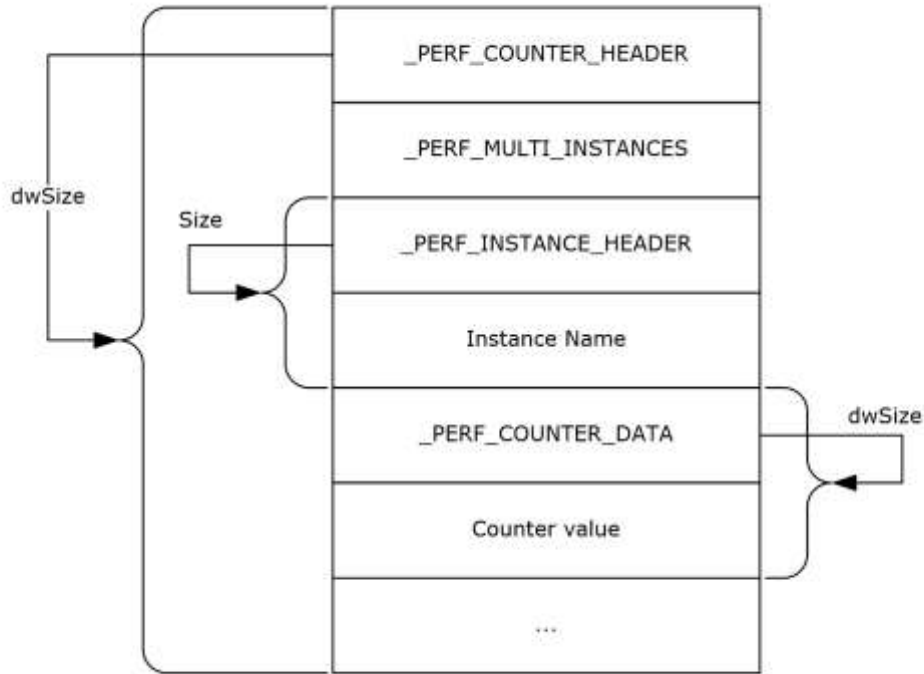 _PERF_COUNTER_HEADER
_PERF_MULTI_INSTANCES
dwSize
Size
_PERF_INSTANCE_HEADER
Instance Name
dwSize
_PERF_COUNTER_DATA
Counter value
...